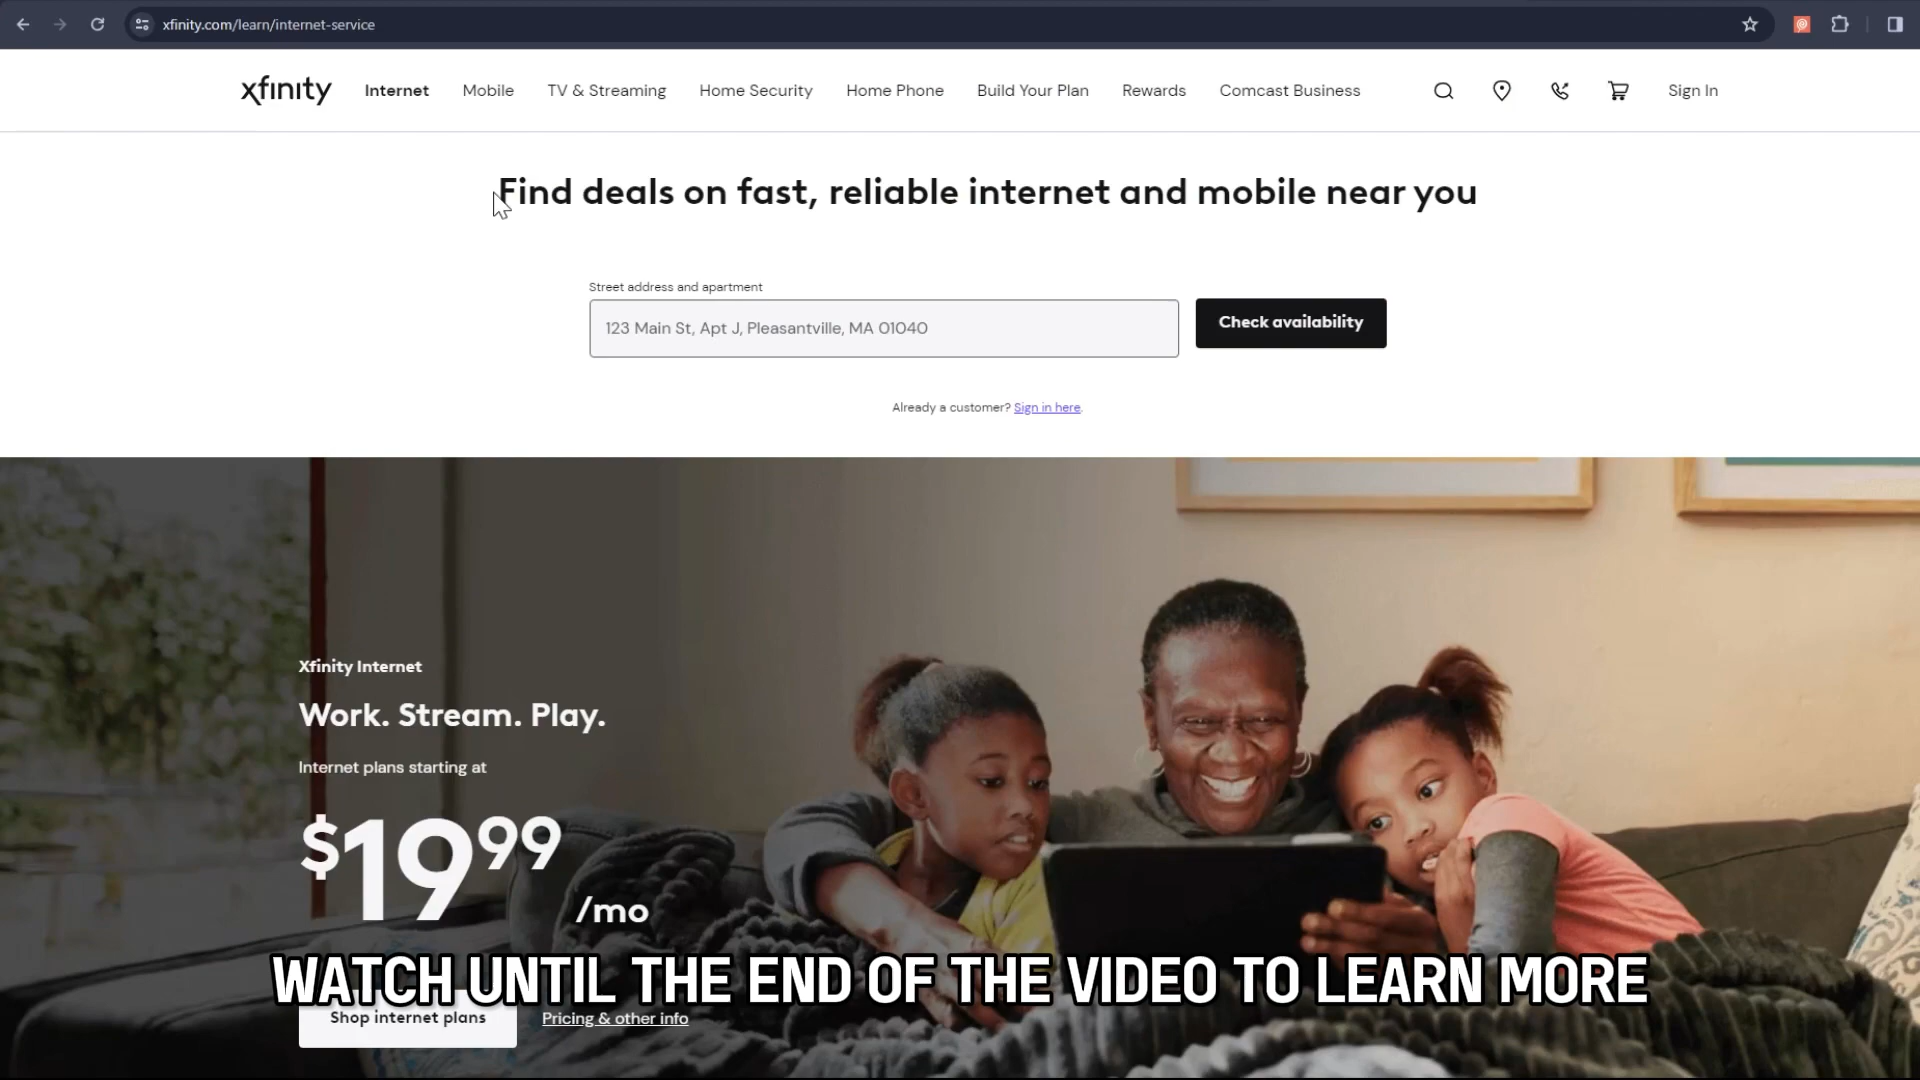 xfinity.com/learn/internet-service
xfinity Internet Mobile TV & Streaming Home Security Home Phone Build Your Plan Rewards Comcast Business Sign In
Find deals on fast, reliable internet and mobile near you
Street address and apartment
123 Main St, Apt J, Pleasantville, MA 01040
Check availability
Already a customer? Sign in here.
Xfinity Internet
Work. Stream. Play.
Internet plans starting at
$1999/mo
WATCH UNTIL THE END OF THE VIDEO TO LEARN MORE
Shop internet plans Pricing & other info